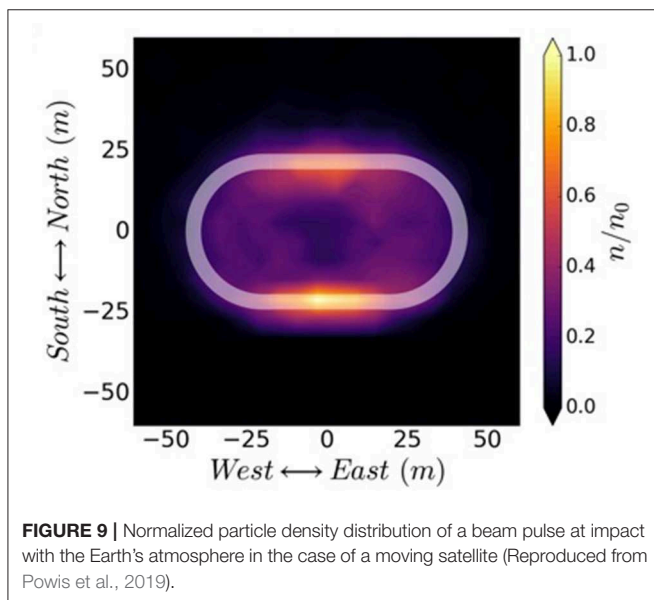 50
25
0
−25
−50
South ⟷ North (m)
−50 −25 0 25 50
West ⟷ East (m)
1.0
0.8
0.6
0.4
0.2
0.0
n/n₀
FIGURE 9 | Normalized particle density distribution of a beam pulse at impact
with the Earth's atmosphere in the case of a moving satellite (Reproduced from
Powis et al., 2019).